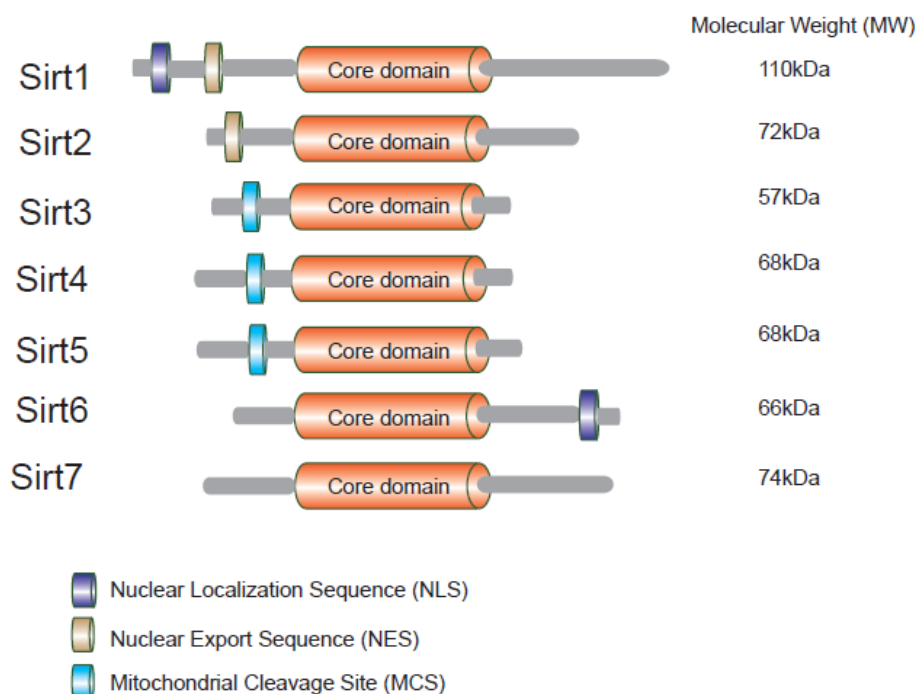 Molecular Weight (MW)
Sirt1 Core domain 110kDa
Sirt2 Core domain 72kDa
Sirt3 Core domain 57kDa
Sirt4 Core domain 68kDa
Sirt5 Core domain 68kDa
Sirt6 Core domain 66kDa
Sirt7 Core domain 74kDa
Nuclear Localization Sequence (NLS)
Nuclear Export Sequence (NES)
Mitochondrial Cleavage Site (MCS)